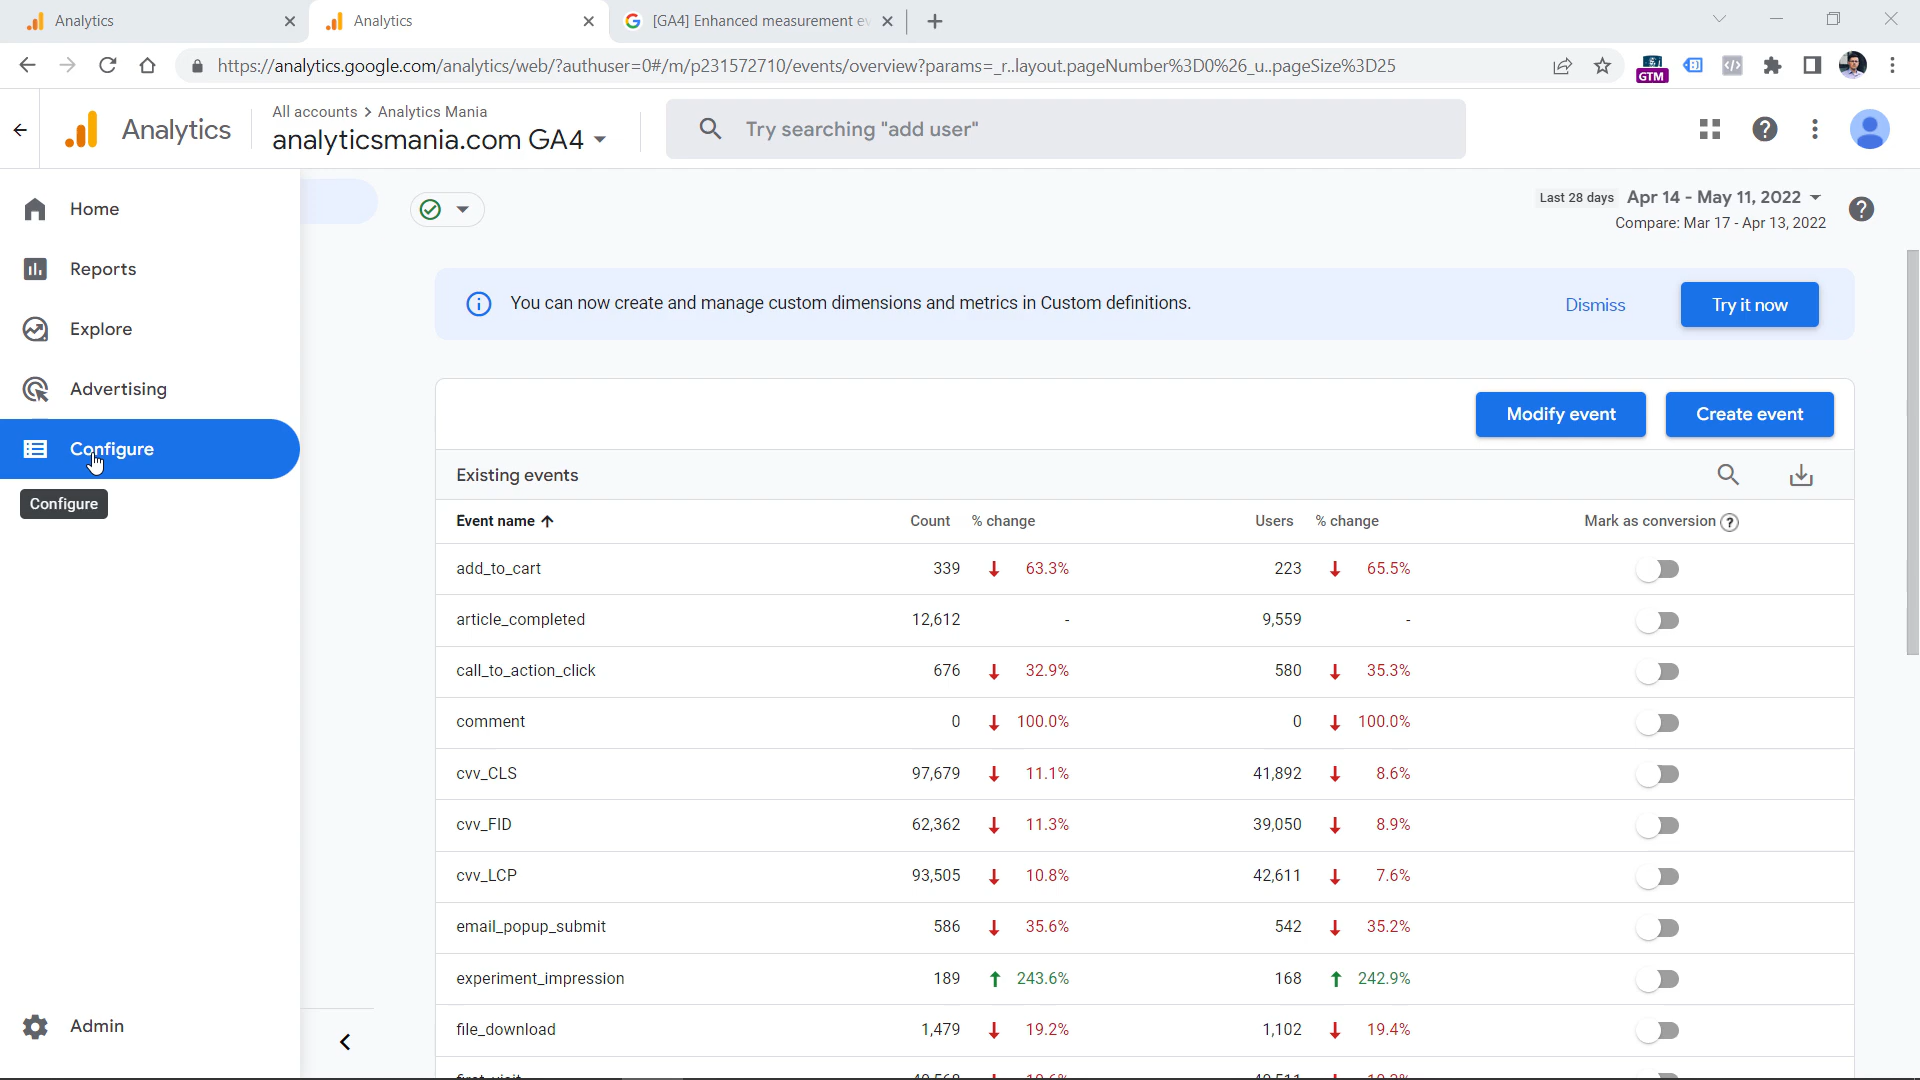 Analytics
Analytics
[GA4] Enhanced measurement ev
https://analytics.google.com/analytics/web/?authuser=0#/m/p231572710/events/overview?params=_r..layout.pageNumber%3D0%26_u..pageSize%3D25
GTM
Analytics
All accounts > Analytics Mania
analyticsmania.com GA4
Try searching "add user"
Home
Reports
Explore
Advertising
Configure
Configure
Admin
Last 28 days Apr 14 - May 11, 2022
Compare: Mar 17 - Apr 13, 2022
You can now create and manage custom dimensions and metrics in Custom definitions.
Dismiss
Try it now
Modify event
Create event
Existing events
Event name Count % change Users % change Mark as conversion
add_to_cart 339 63.3% 223 65.5%
article_completed 12,612 - 9,559 -
call_to_action_click 676 32.9% 580 35.3%
comment 0 100.0% 0 100.0%
cvv_CLS 97,679 11.1% 41,892 8.6%
cvv_FID 62,362 11.3% 39,050 8.9%
cvv_LCP 93,505 10.8% 42,611 7.6%
email_popup_submit 586 35.6% 542 35.2%
experiment_impression 189 243.6% 168 242.9%
file_download 1,479 19.2% 1,102 19.4%